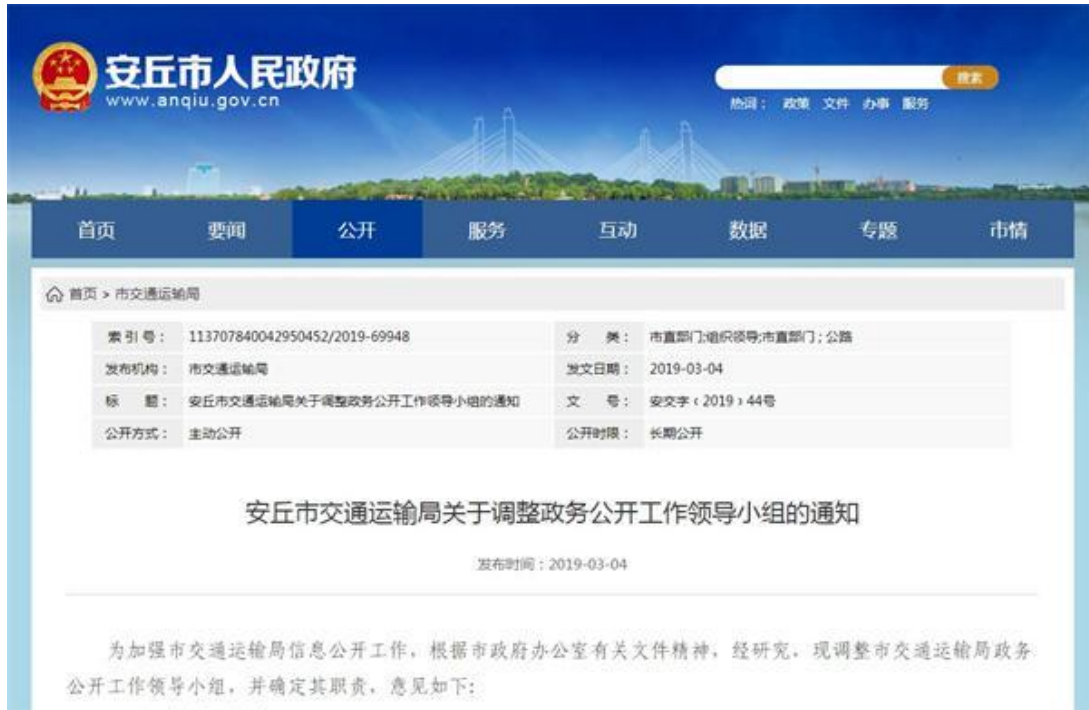 安丘市人民政府
www.anqiu.gov.cn
搜索
热词： 政策 文件 办事 服务
首页 要闻 公开 服务 互动 数据 专题 市情
首页 > 市交通运输局
索引号： 113707840042950452/2019-69948 分 类： 市直部门;组织领导;市直部门；公路
发布机构： 市交通运输局 发文日期： 2019-03-04
标 题： 安丘市交通运输局关于调整政务公开工作领导小组的通知 文 号： 安交字﹝2019﹞44号
公开方式： 主动公开 公开时限： 长期公开
安丘市交通运输局关于调整政务公开工作领导小组的通知
发布时间：2019-03-04
为加强市交通运输局信息公开工作，根据市政府办公室有关文件精神，经研究，现调整市交通运输局政务
公开工作领导小组，并确定其职责，意见如下：